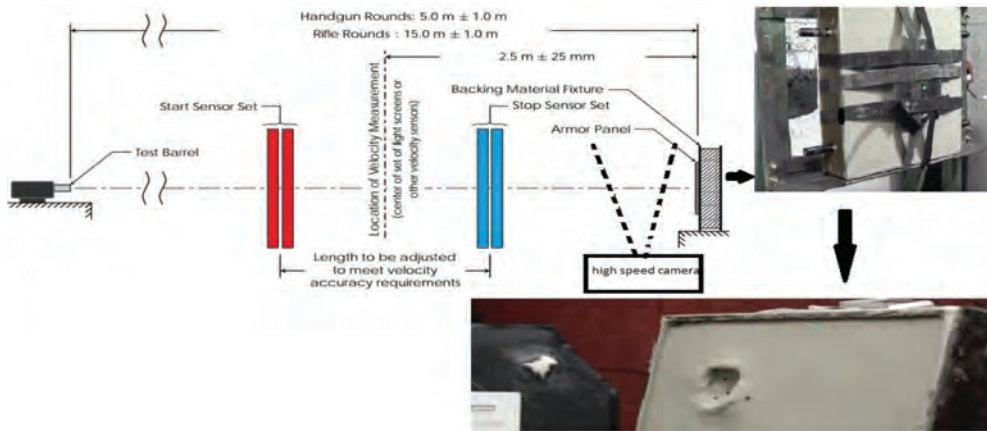 Handgun Rounds: 5.0 m ± 1.0 m
Rifle Rounds : 15.0 m ± 1.0 m
2.5 m ± 25 mm
Backing Material Fixture
Start Sensor Set
Stop Sensor Set
Armor Panel
Test Barrel
Location of Velocity Measurement
(center of set of light screens or
other velocity sensors)
Length to be adjusted
to meet velocity
accuracy requirements
high speed camera